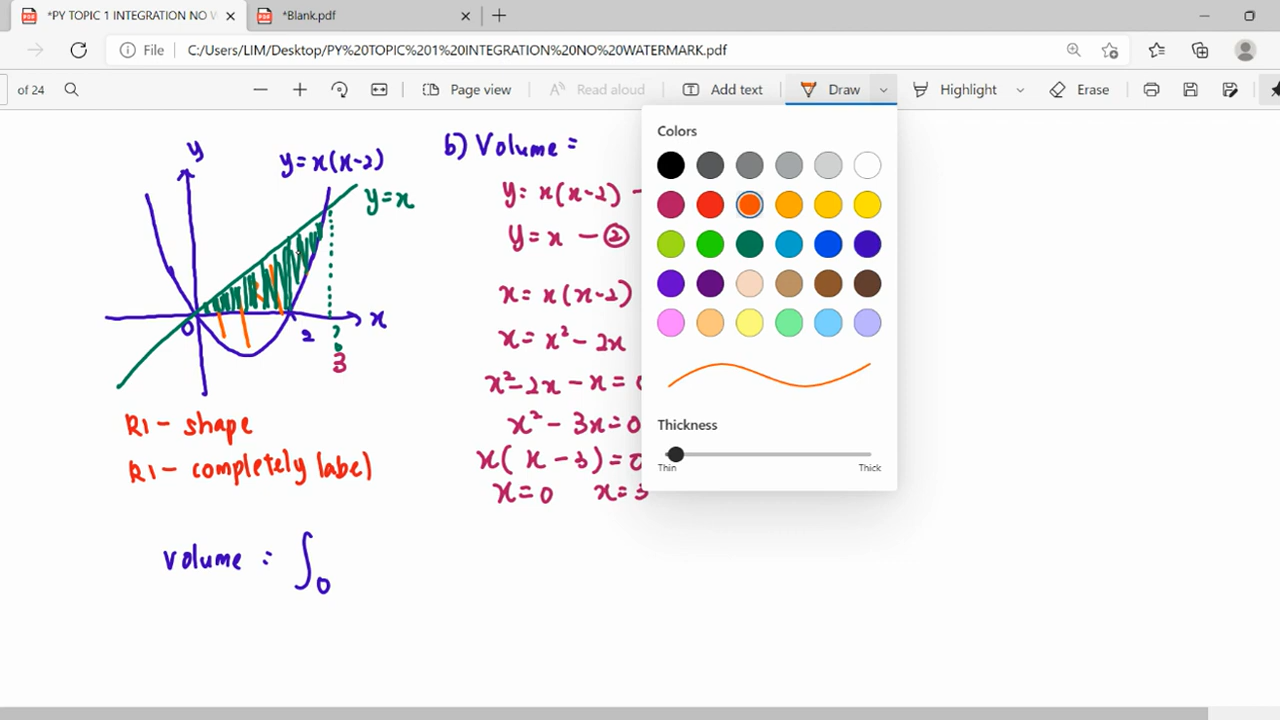 *PY TOPIC 1 INTEGRATION NO W
*Blank.pdf
File
C:/Users/LIM/Desktop/PY%20TOPIC%201%20INTEGRATION%20NO%20WATERMARK.pdf
of 24
Page view
Read aloud
Add text
Draw
Highlight
Erase
Colors
Thickness
Thin
Thick
y
y=x(x-2)
y=x
0
2
x
3
R1 - shape
R1 - completely label
Volume = ∫0
b) Volume =
y= x(x-2) -
y= x - ②
x= x(x-2)
x= x²-2x
x²-2x - x =
x² - 3x=0
x( x-3)=0
x=0 x=3